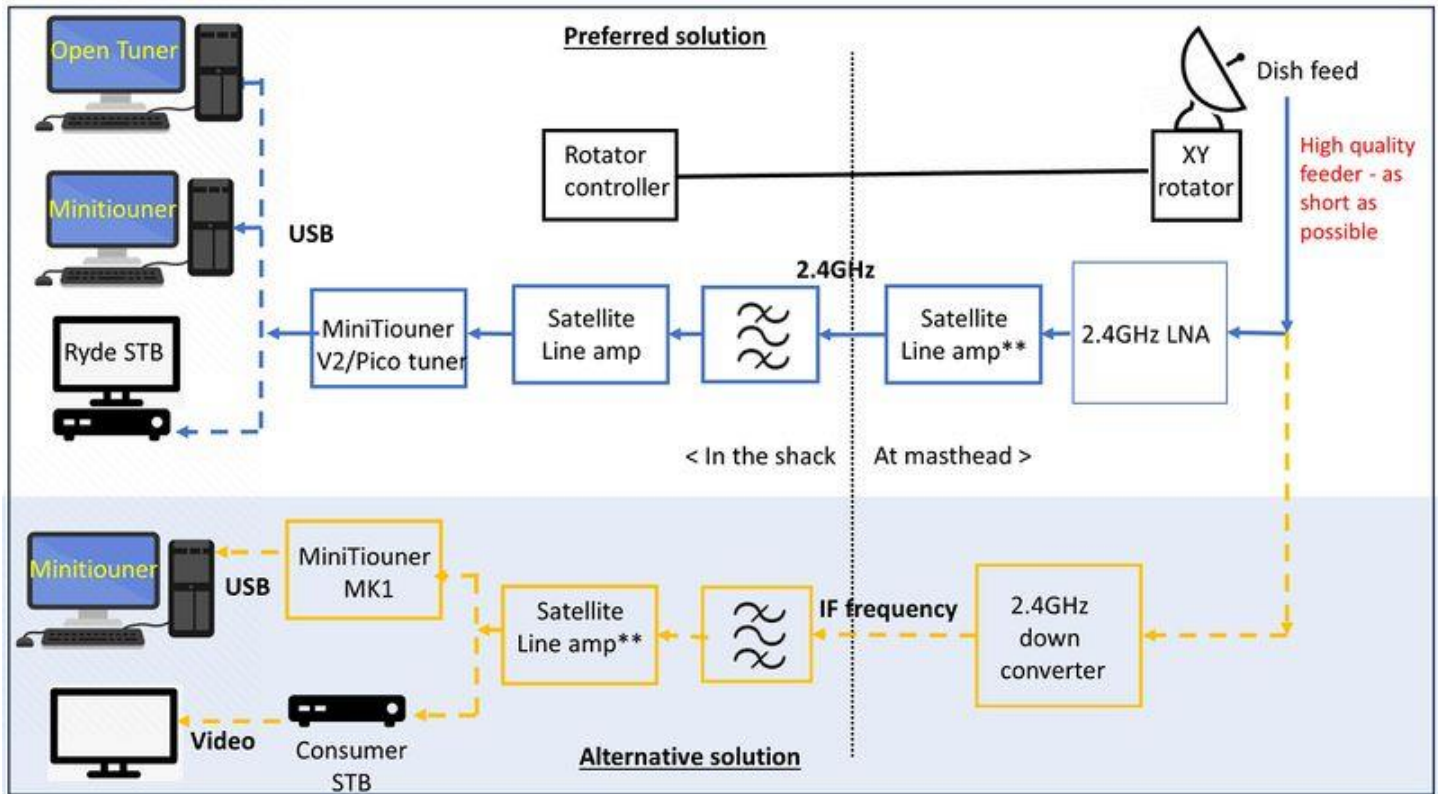 Preferred solution
Open Tuner
Dish feed
Rotator
controller
XY
rotator
High quality
feeder - as
short as
possible
Minitiouner
USB
2.4GHz
MiniTiouner
V2/Pico tuner
Satellite
Line amp
Satellite
Line amp**
2.4GHz LNA
Ryde STB
< In the shack
At masthead >
Minitiouner
USB
MiniTiouner
MK1
Satellite
Line amp**
IF frequency
2.4GHz
down
converter
Video
Consumer
STB
Alternative solution